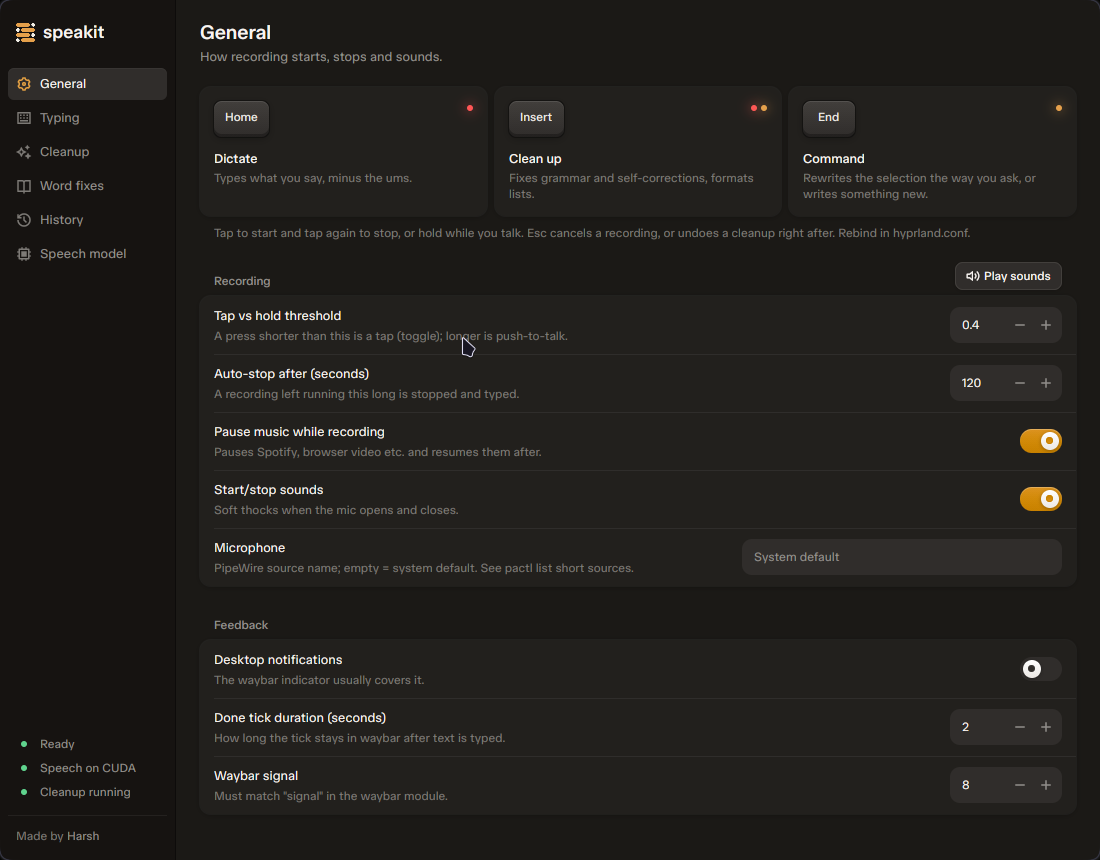 speakit
General
Typing
Cleanup
Word fixes
History
Speech model
Ready
Speech on CUDA
Cleanup running
Made by Harsh
General
How recording starts, stops and sounds.
Home
Dictate
Types what you say, minus the ums.
Insert
Clean up
Fixes grammar and self-corrections, formats
lists.
End
Command
Rewrites the selection the way you ask, or
writes something new.
Tap to start and tap again to stop, or hold while you talk. Esc cancels a recording, or undoes a cleanup right after. Rebind in hyprland.conf.
Recording
Play sounds
Tap vs hold threshold
A press shorter than this is a tap (toggle); longer is push-to-talk.
0.4
Auto-stop after (seconds)
A recording left running this long is stopped and typed.
120
Pause music while recording
Pauses Spotify, browser video etc. and resumes them after.
Start/stop sounds
Soft thocks when the mic opens and closes.
Microphone
PipeWire source name; empty = system default. See pactl list short sources.
System default
Feedback
Desktop notifications
The waybar indicator usually covers it.
Done tick duration (seconds)
How long the tick stays in waybar after text is typed.
2
Waybar signal
Must match "signal" in the waybar module.
8